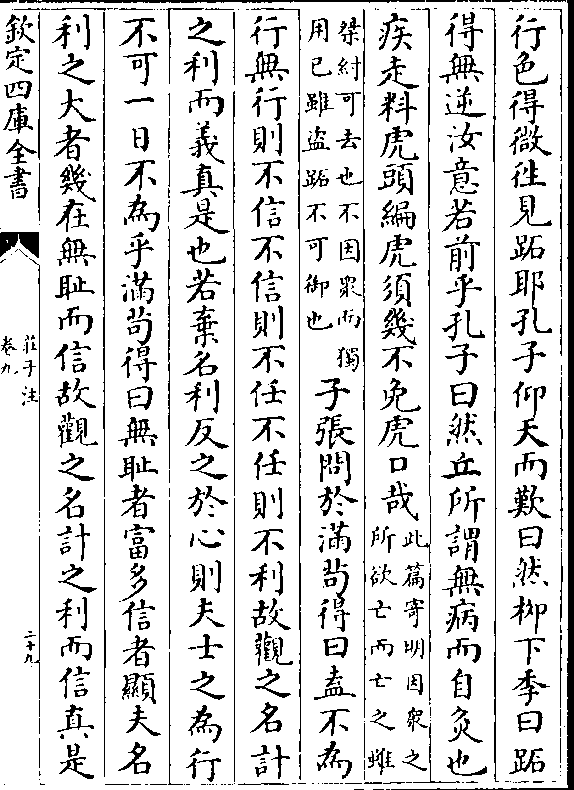 行色得微徃見跖耶孔子仰天而歎曰然栁下季曰跖
得無逆汝意若前乎孔子曰然丘所謂無病而自灸也
疾走料虎頭編虎須幾不免虎口哉此篇寄明因衆之
所欲亡而亡之雖
桀紂可去也不因衆而獨
用已雖盗跖不可御也
子張問於滿茍得曰盍不為
行無行則不信不信則不任不任則不利故觀之名計
之利而義真是也若棄名利反之於心則夫士之為行
不可一日不為乎滿茍得曰無恥者富多信者顯夫名
利之大者幾在無恥而信故觀之名計之利而信真是
欽定四庫全書
莊子注
卷九
二十九